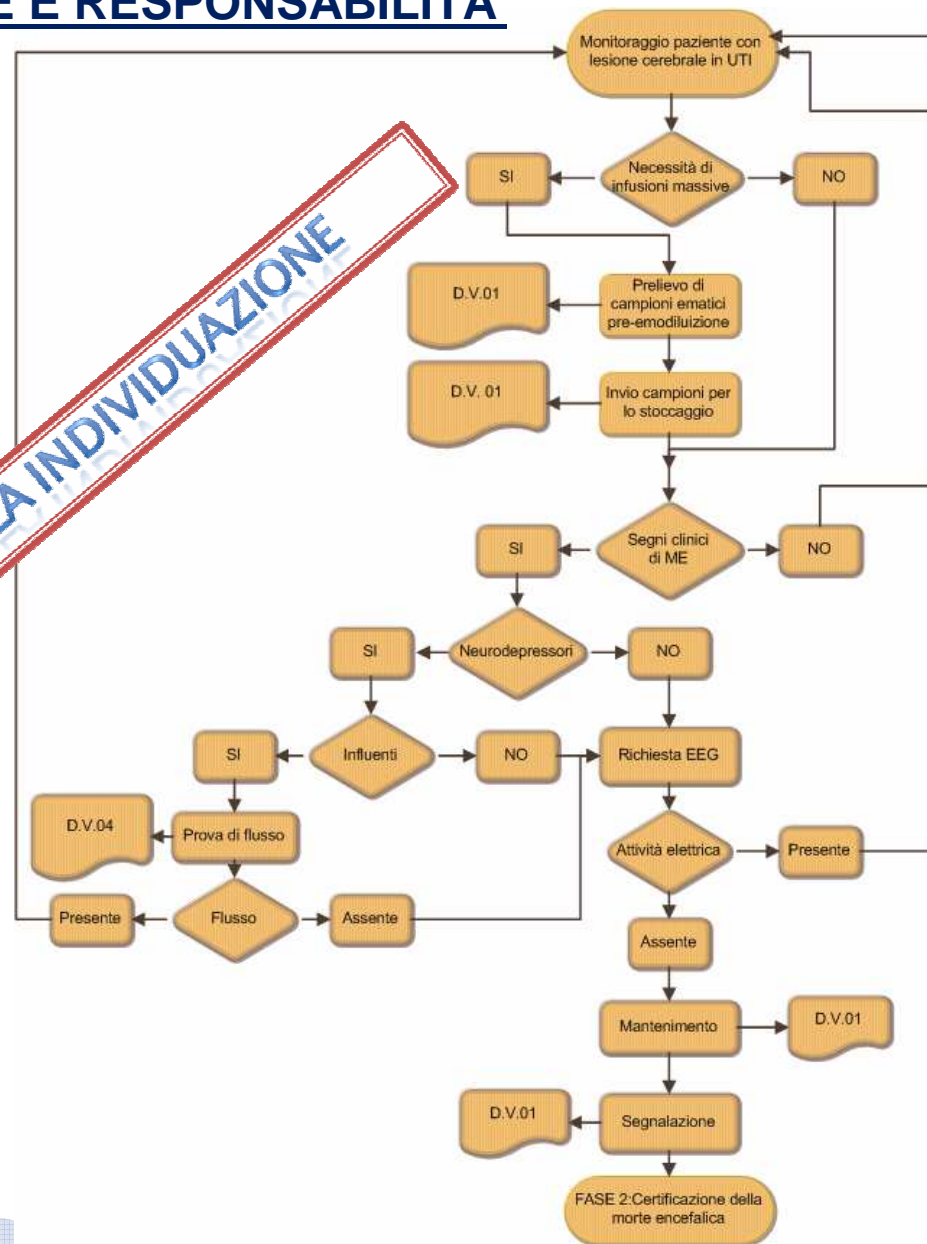 E E RESPONSABILITÀ
Monitoraggio paziente con
lesione cerebrale in UTI
SI
Necessità di
infusioni massive
NO
LA INDIVIDUAZIONE
D.V.01
Prelievo di
campioni ematici
pre-emodiluizione
D.V. 01
Invio campioni per
lo stoccaggio
SI
Segni clinici
di ME
NO
SI
Neurodepressori
NO
SI
Influenti
NO
Richiesta EEG
D.V.04
Prova di flusso
Attività elettrica
Presente
Presente
Flusso
Assente
Assente
Mantenimento
D.V.01
D.V.01
Segnalazione
FASE 2:Certificazione della
morte encefalica